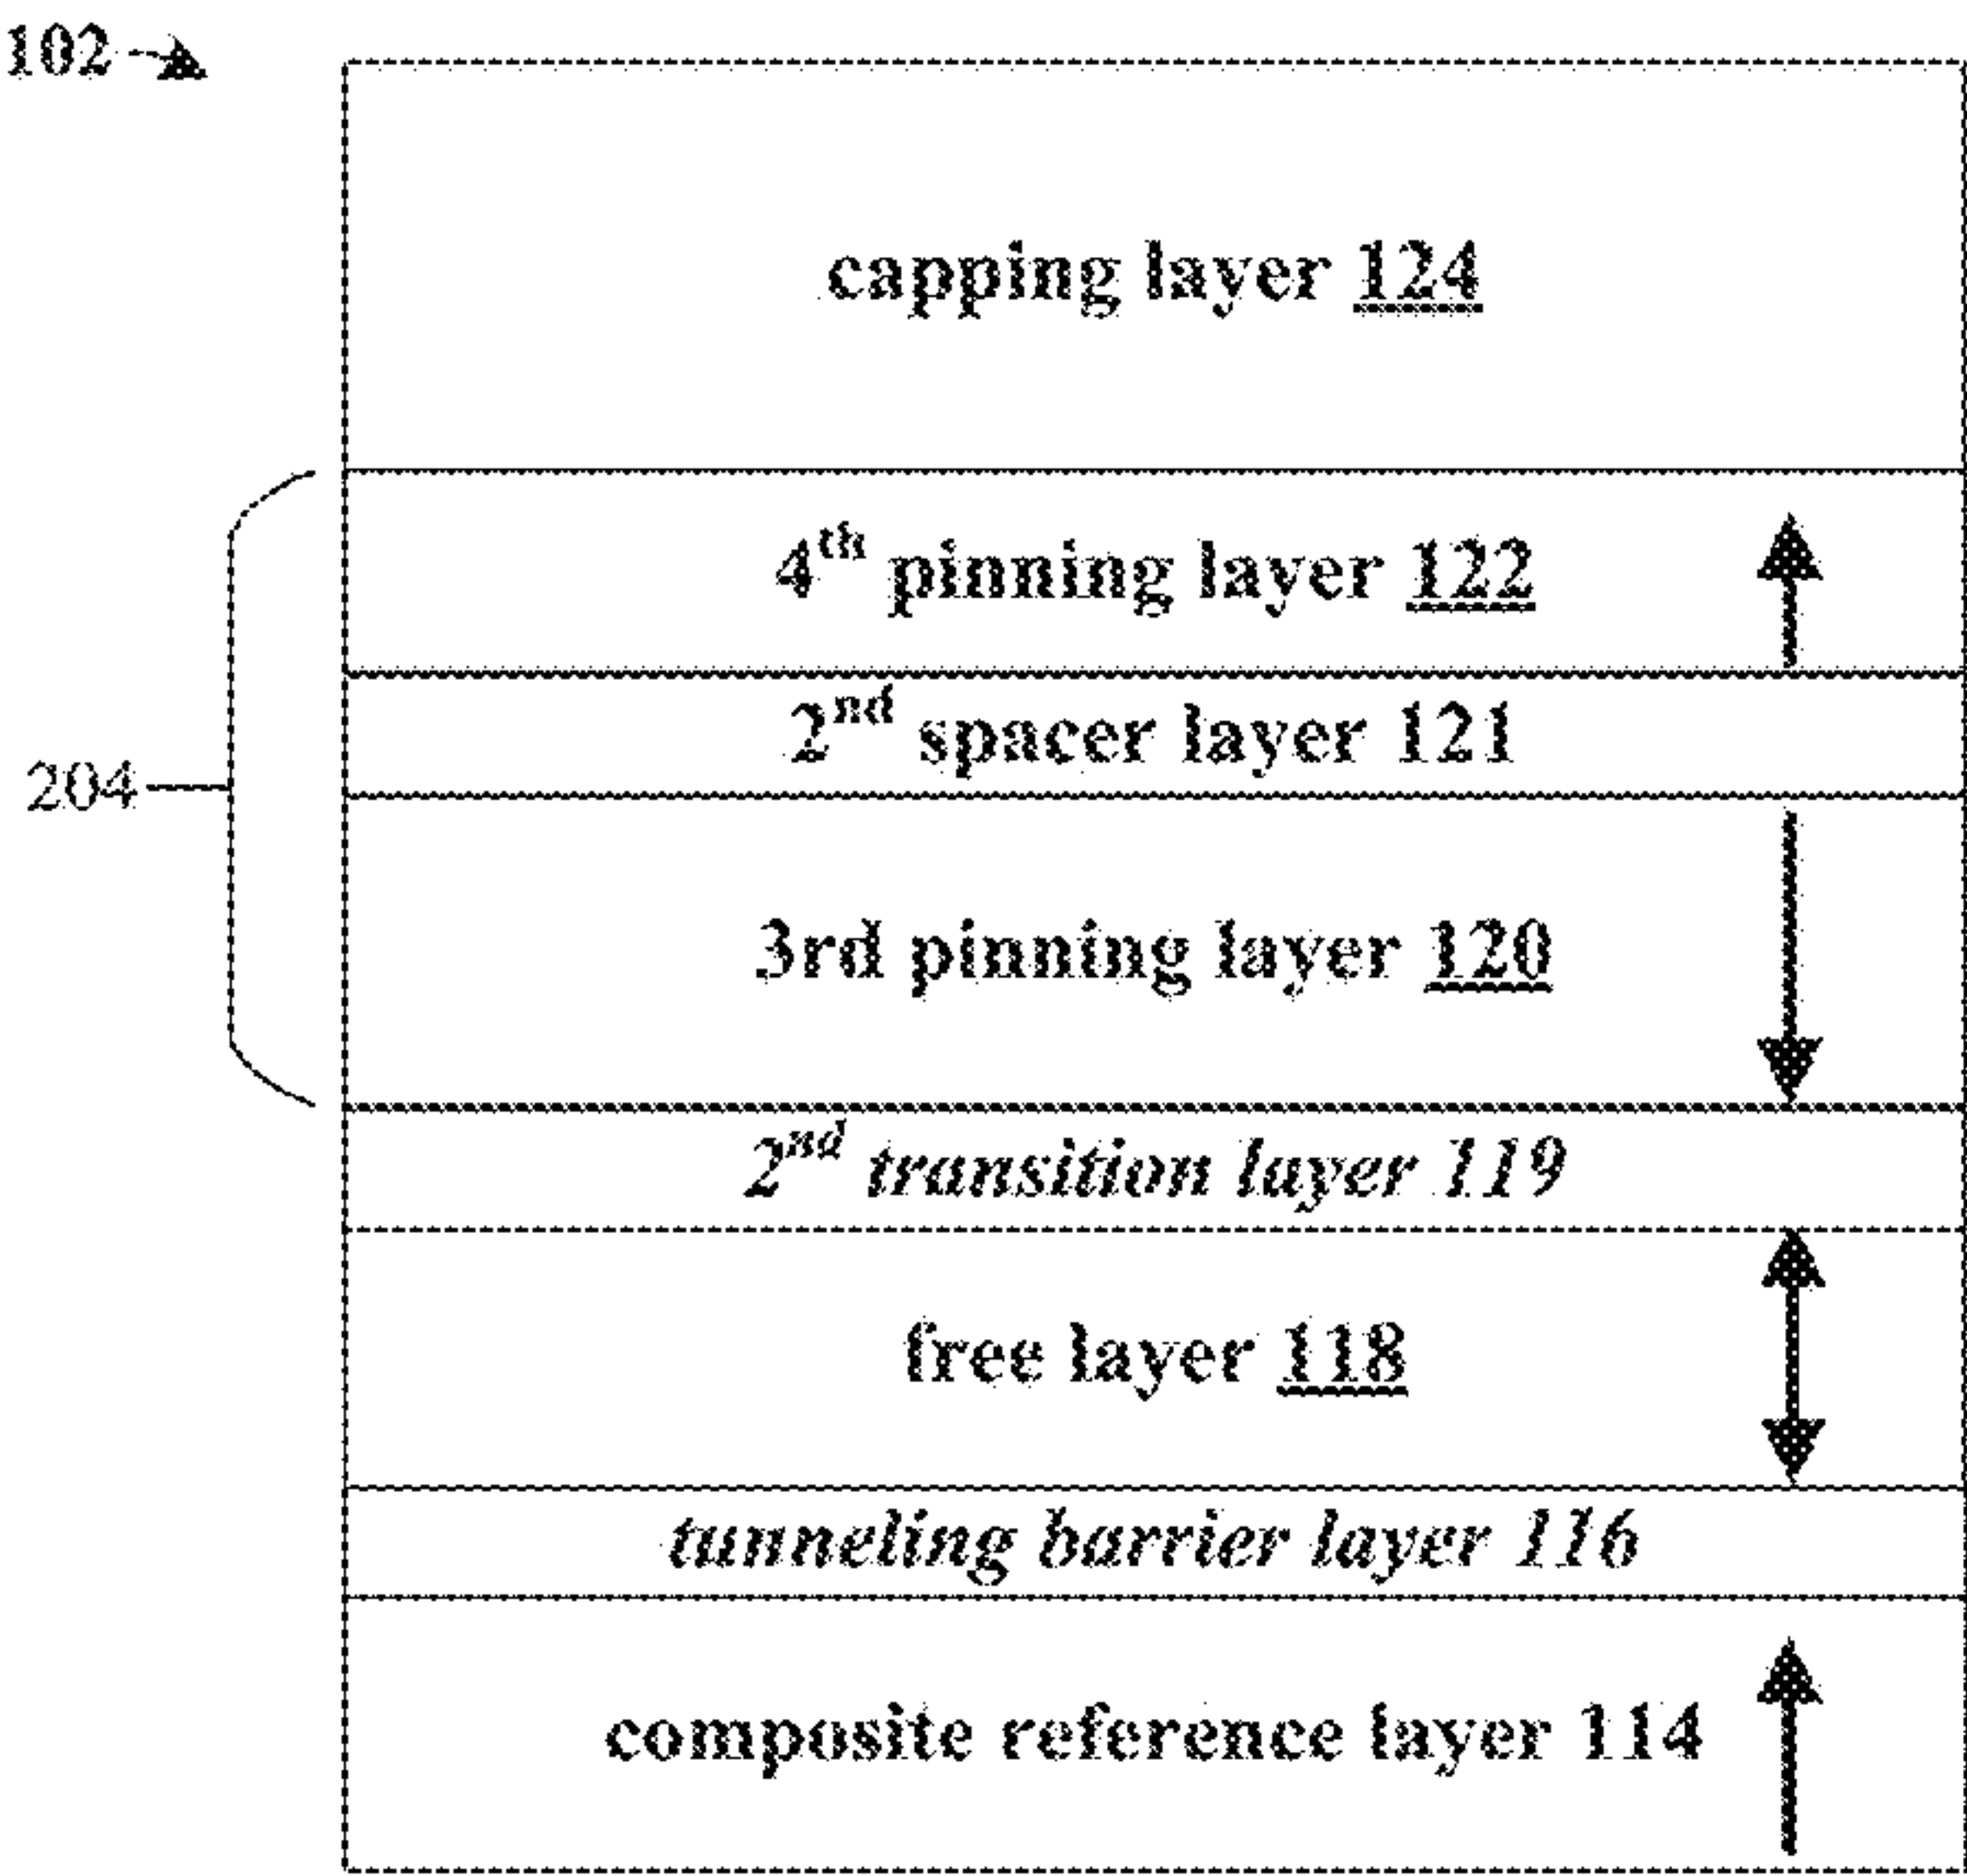 102
capping layer 124
4th pinning layer 122
2nd spacer layer 121
204
3rd pinning layer 120
2nd transition layer 119
free layer 118
tunneling barrier layer 116
composite reference layer 114